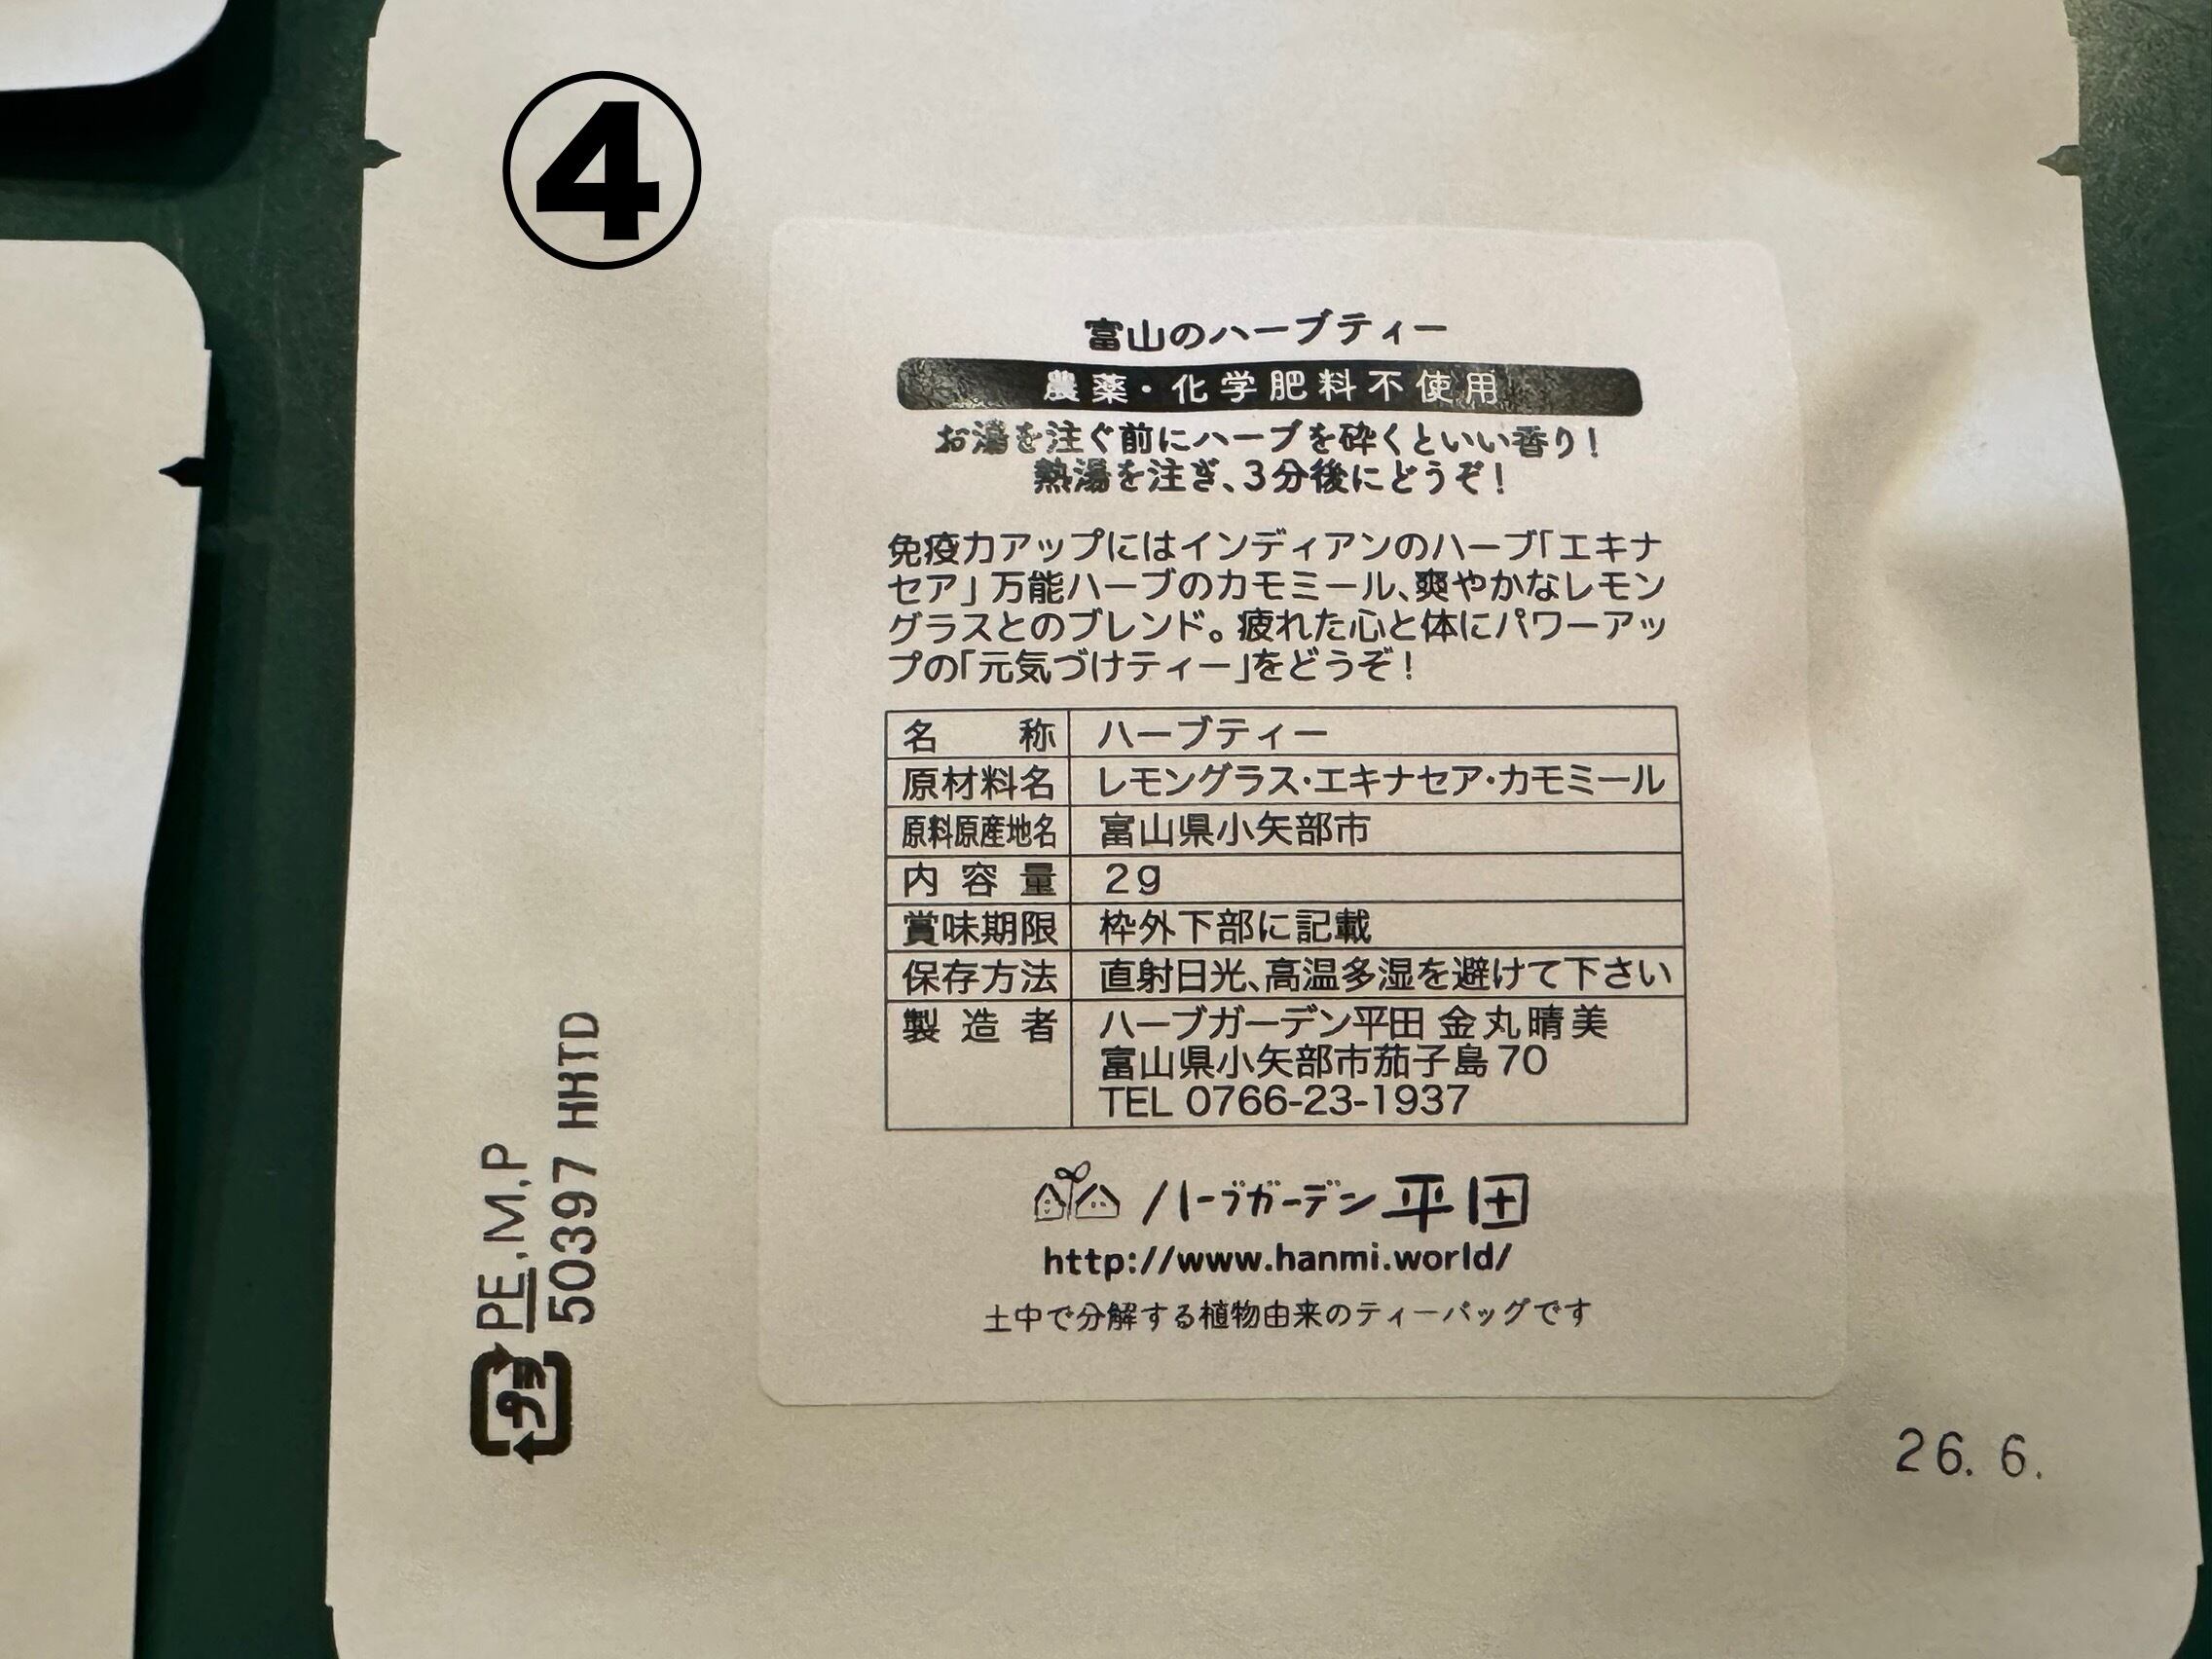 ④
富山のハーブティー
農薬・化学肥料不使用
お湯を注ぐ前にハーブを砕くといい香り!
熱湯を注ぎ、3分後にどうぞ!
免疫力アップにはインディアンのハーブ「エキナ
セア」万能ハーブのカモミール、爽やかなレモン
グラスとのブレンド。疲れた心と体にパワーアッ
プの「元気づけティー」をどうぞ!
名 称 ハーブティー
原材料名 レモングラス・エキナセア・カモミール
原料原産地名 富山県小矢部市
内容量 2g
賞味期限 枠外下部に記載
保存方法 直射日光、高温多湿を避けて下さい
製造者 ハーブガーデン平田 金丸晴美
富山県小矢部市茄子島70
TEL 0766-23-1937
ハーブガーデン平田
http://www.hanmi.world/
土中で分解する植物由来のティーバッグです
プラ PE.M.P
50397 HHTD
26.6.